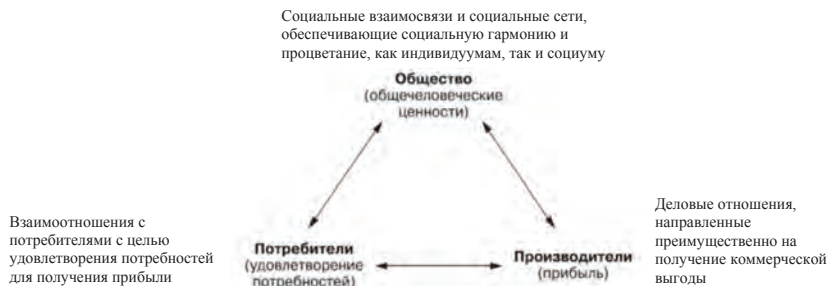 Социальные взаимосвязи и социальные сети,
обеспечивающие социальную гармонию и
процветание, как индивидуумам, так и социуму
Общество
(общечеловеческие
ценности)
Взаимоотношения с
потребителями с целью
удовлетворения потребностей
для получения прибыли
Потребители
(удовлетворение
потребностей)
Производители
(прибыль)
Деловые отношения,
направленные
преимущественно на
получение коммерческой
выгоды